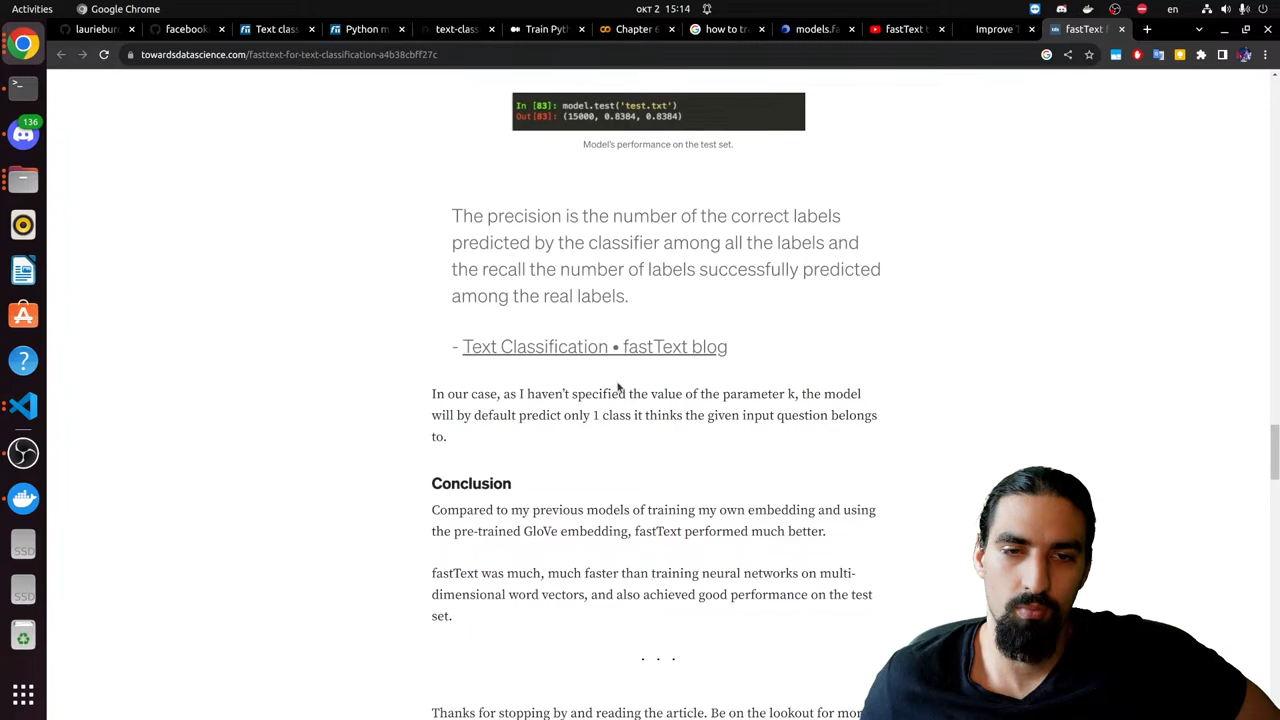 Activities
Google Chrome
окт 2 15:14
en
laurieburc
facebook
Text class
Python m
text-class
Train Pyth
Chapter 6
how to tra
models.fa
fastText t
Improve T
fastText f
towardsdatascience.com/fasttext-for-text-classification-a4b38cbff27c
136
In [83]: model.test('test.txt')
Out[83]: (15000, 0.8384, 0.8384)
Model's performance on the test set.
The precision is the number of the correct labels
predicted by the classifier among all the labels and
the recall the number of labels successfully predicted
among the real labels.
- Text Classification • fastText blog
In our case, as I haven’t specified the value of the parameter k, the model
will by default predict only 1 class it thinks the given input question belongs
to.
Conclusion
Compared to my previous models of training my own embedding and using
the pre-trained GloVe embedding, fastText performed much better.
fastText was much, much faster than training neural networks on multi-
dimensional word vectors, and also achieved good performance on the test
set.
. . .
Thanks for stopping by and reading the article. Be on the lookout for mor
SSD
SSD